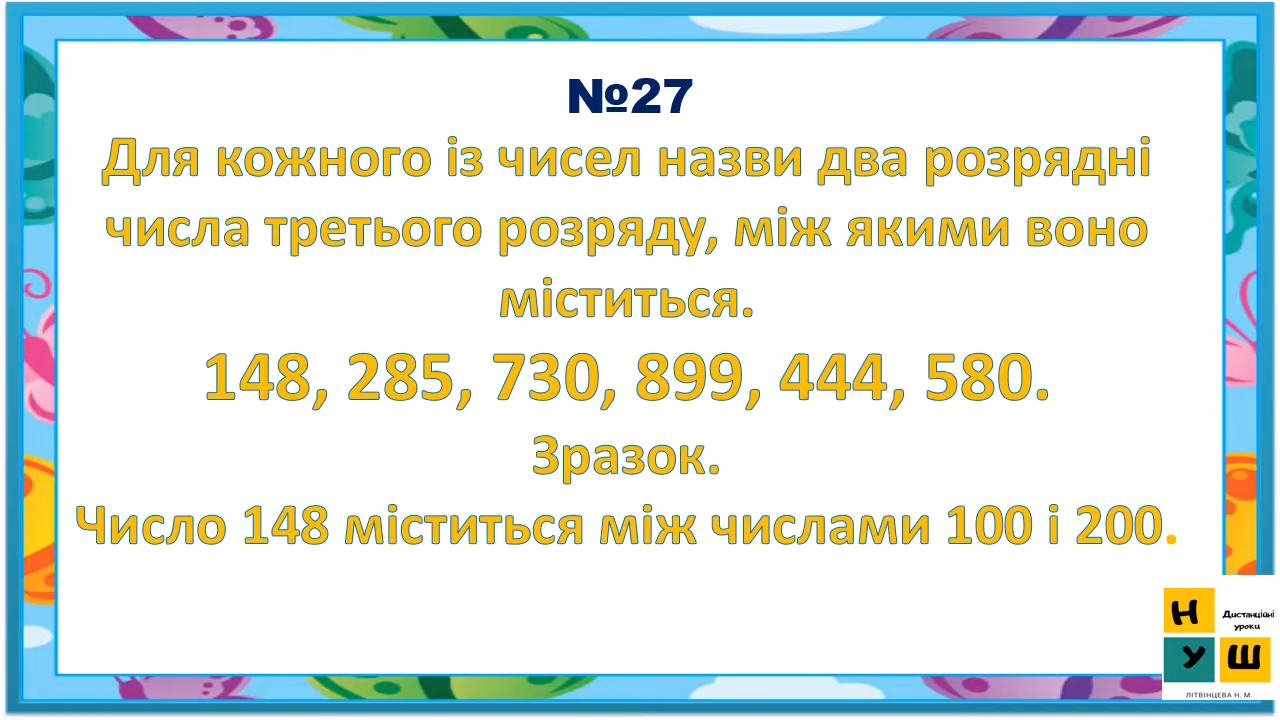 №27
Для кожного із чисел назви два розрядні
числа третього розряду, між якими воно
міститься.
148, 285, 730, 899, 444, 580.
Зразок.
Число 148 міститься між числами 100 і 200.
Н
Дистанційні
уроки
У Ш
ЛІТВІНЦЕВА Н. М.